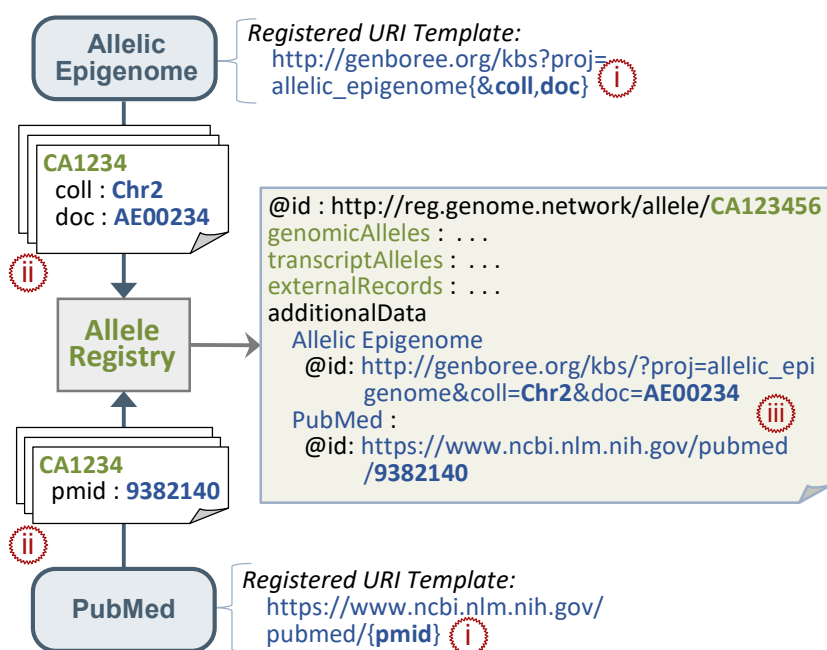 Allelic
Epigenome
Registered URI Template:
http://genboree.org/kbs?proj=
allelic_epigenome{&coll,doc}
i
CA1234
coll : Chr2
doc : AE00234
ii
Allele
Registry
@id : http://reg.genome.network/allele/CA123456
genomicAlleles : . . .
transcriptAlleles : . . .
externalRecords : . . .
additionalData
Allelic Epigenome
@id: http://genboree.org/kbs/?proj=allelic_epi
genome&coll=Chr2&doc=AE00234
iii
PubMed :
@id: https://www.ncbi.nlm.nih.gov/pubmed
/9382140
CA1234
pmid : 9382140
ii
PubMed
Registered URI Template:
https://www.ncbi.nlm.nih.gov/
pubmed/{pmid}
i